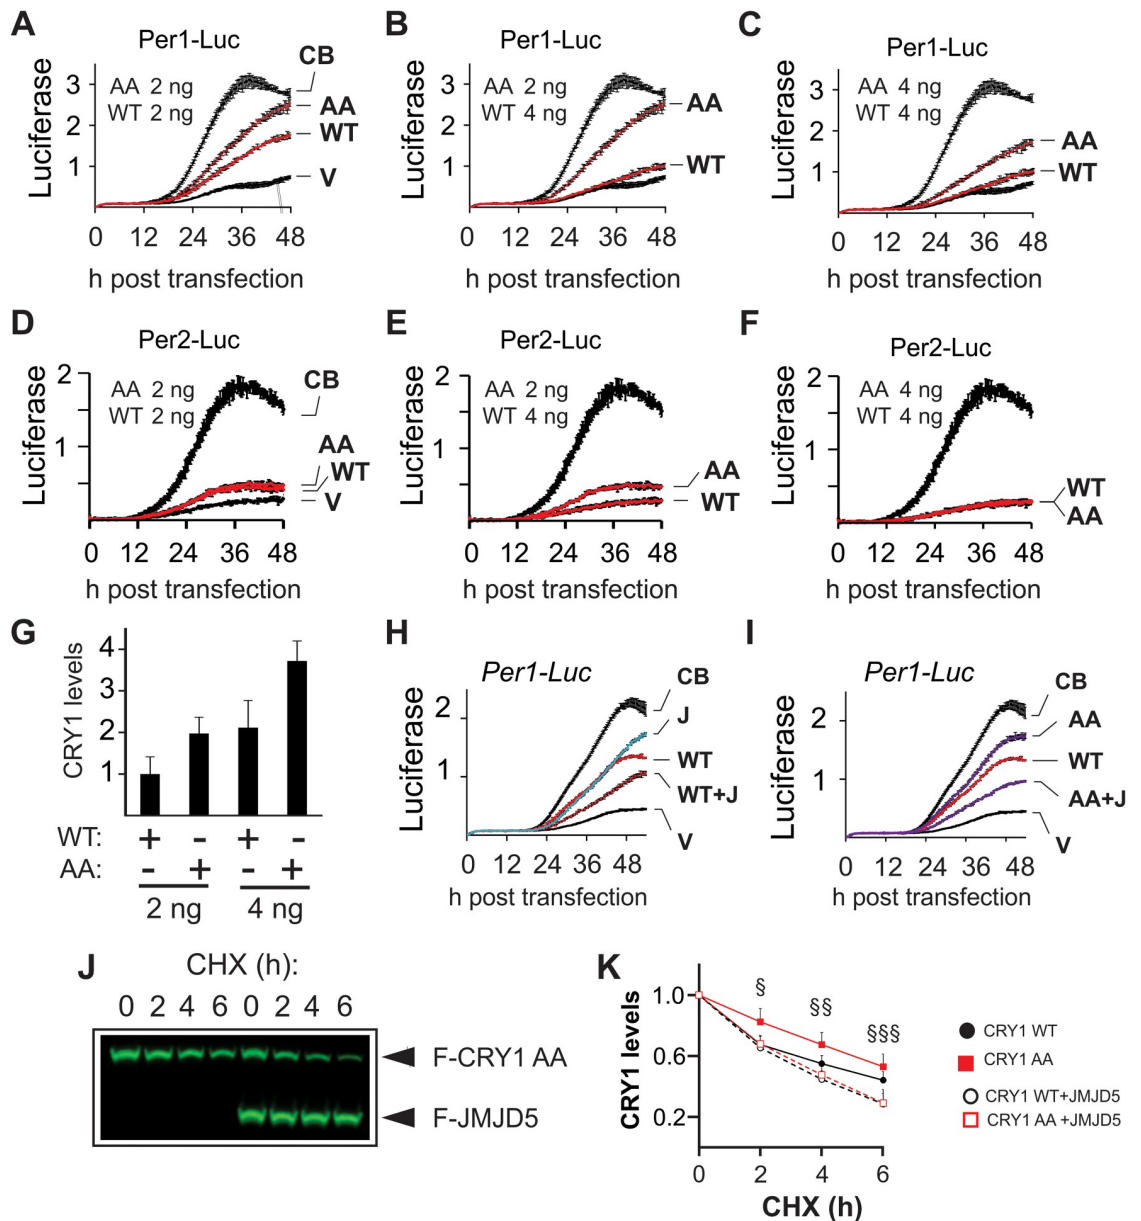 A
Per1-Luc
CB
AA 2 ng
WT 2 ng
AA
WT
V
Luciferase
3
2
1
0 12 24 36 48
h post transfection
B
Per1-Luc
AA 2 ng
WT 4 ng
AA
WT
Luciferase
3
2
1
0 12 24 36 48
h post transfection
C
Per1-Luc
AA 4 ng
WT 4 ng
AA
WT
Luciferase
3
2
1
0 12 24 36 48
h post transfection
D
Per2-Luc
AA 2 ng
WT 2 ng
CB
AA
WT
V
Luciferase
2
1
0 12 24 36 48
h post transfection
E
Per2-Luc
AA 2 ng
WT 4 ng
AA
WT
Luciferase
2
1
0 12 24 36 48
h post transfection
F
Per2-Luc
AA 4 ng
WT 4 ng
WT
AA
Luciferase
2
1
0 12 24 36 48
h post transfection
G
CRY1 levels
4
3
2
1
WT: + - + -
AA: - + - +
2 ng 4 ng
H
Per1-Luc
CB
J
WT
WT+J
V
Luciferase
2
1
0 12 24 36 48
h post transfection
I
Per1-Luc
CB
AA
WT
AA+J
V
Luciferase
2
1
0 12 24 36 48
h post transfection
J
CHX (h):
0 2 4 6 0 2 4 6
F-CRY1 AA
F-JMJD5
K
CRY1 levels
1.0
0.6
0.2
§
§§
§§§
0 2 4 6
CHX (h)
CRY1 WT
CRY1 AA
CRY1 WT+JMJD5
CRY1 AA +JMJD5